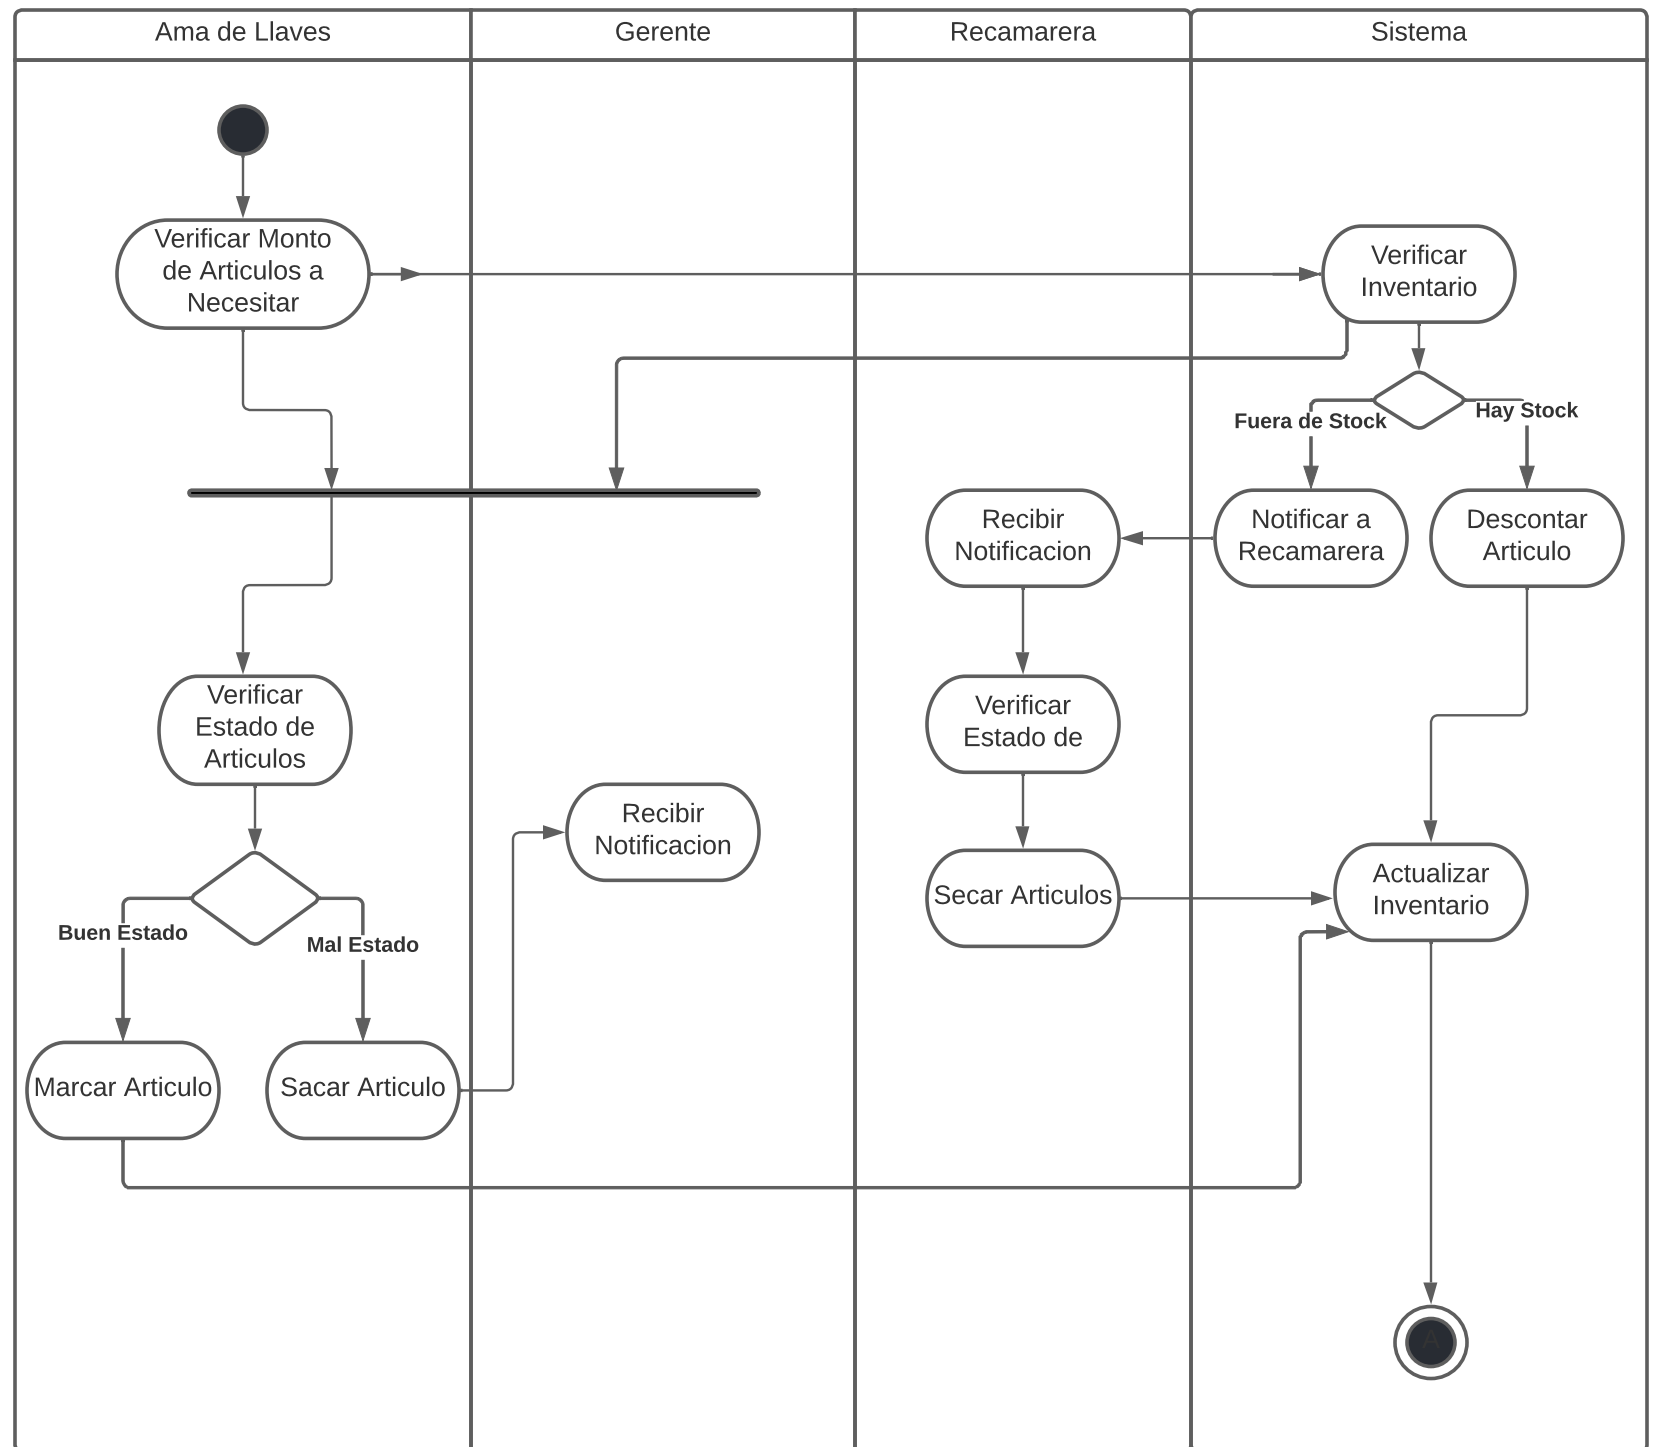 Ama de Llaves
Gerente
Recamarera
Sistema
Verificar Monto
de Articulos a
Necesitar
Verificar
Inventario
Fuera de Stock
Hay Stock
Recibir
Notificacion
Notificar a
Recamarera
Descontar
Articulo
Verificar
Estado de
Articulos
Verificar
Estado de
Recibir
Notificacion
Secar Articulos
Actualizar
Inventario
Buen Estado
Mal Estado
Marcar Articulo
Sacar Articulo
A